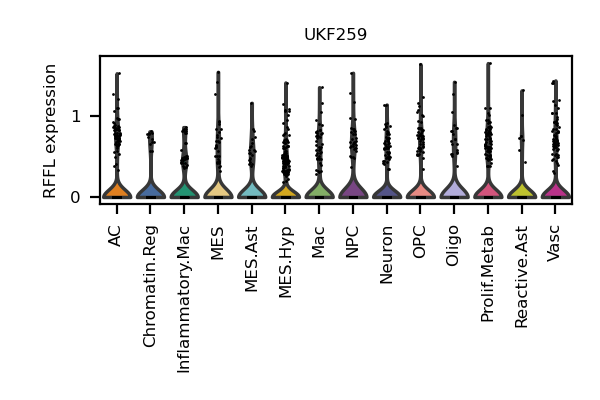 UKF259
RFFL expression
1
0
AC
Chromatin.Reg
Inflammatory.Mac
MES
MES.Ast
MES.Hyp
Mac
NPC
Neuron
OPC
Oligo
Prolif.Metab
Reactive.Ast
Vasc